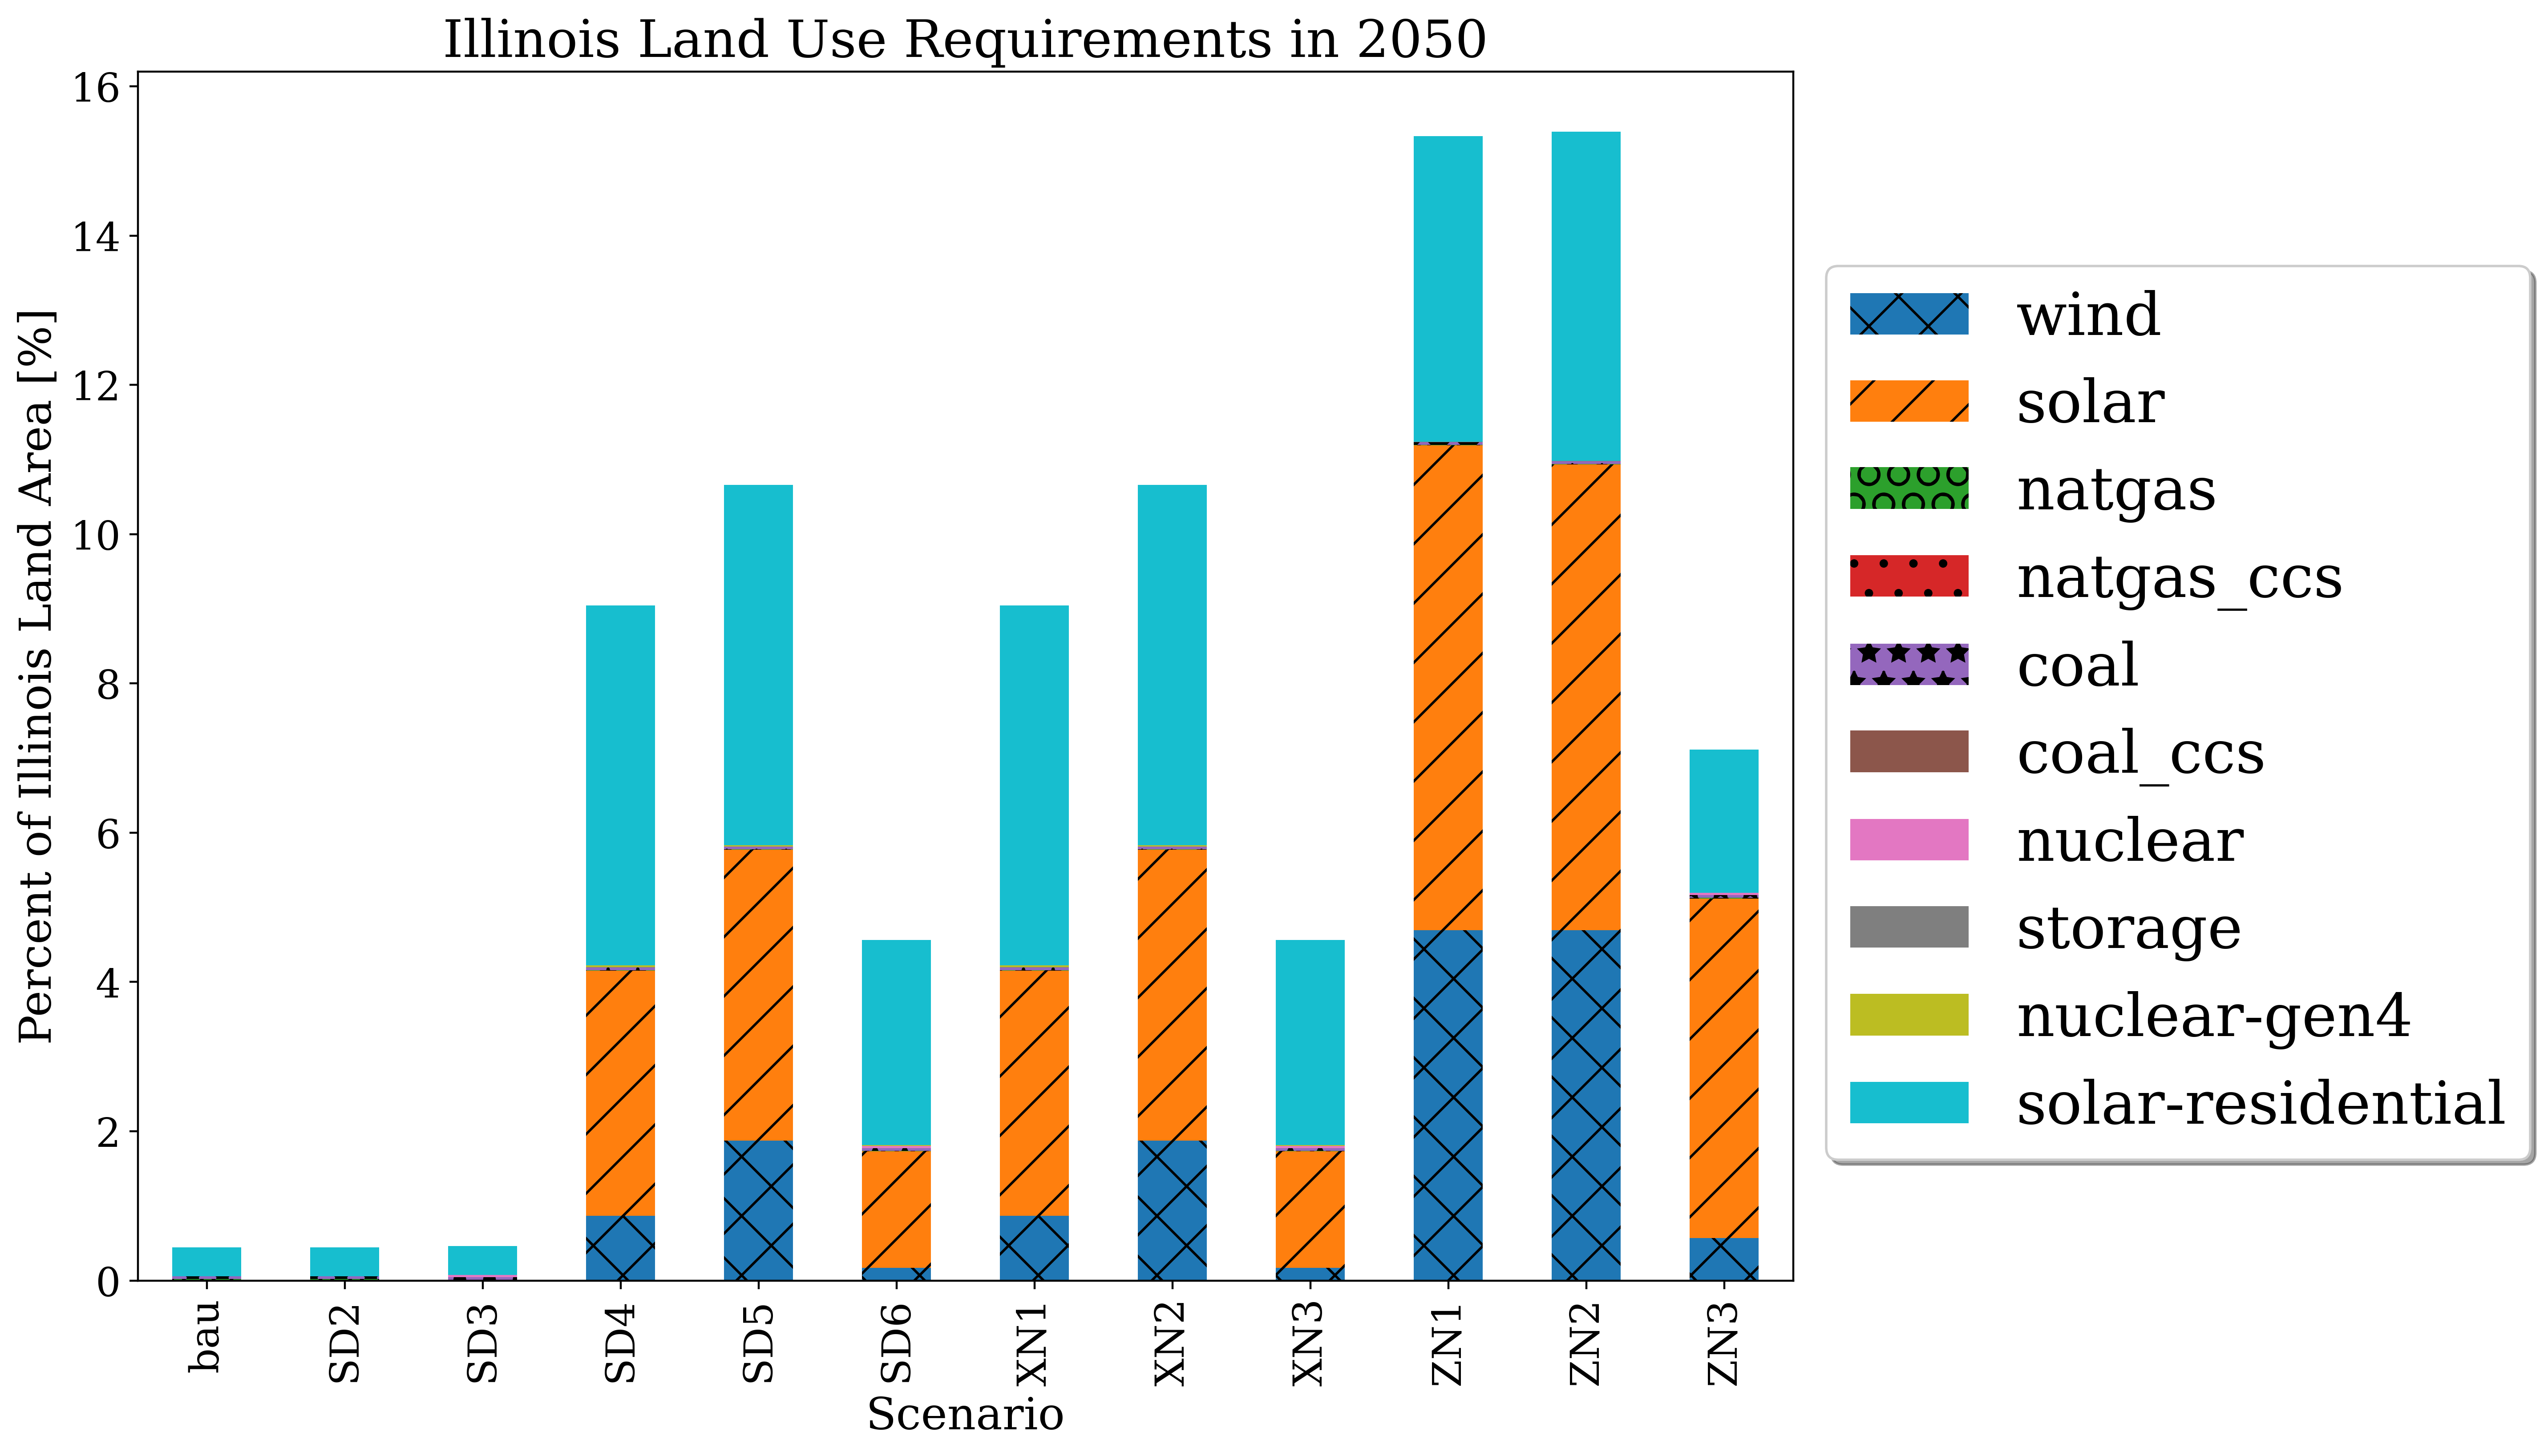 Illinois Land Use Requirements in 2050
Percent of Illinois Land Area [%]
16
14
12
10
8
6
4
2
0
bau
SD2
SD3
SD4
SD5
SD6
XN1
XN2
XN3
ZN1
ZN2
ZN3
Scenario
wind
solar
natgas
natgas_ccs
coal
coal_ccs
nuclear
storage
nuclear-gen4
solar-residential